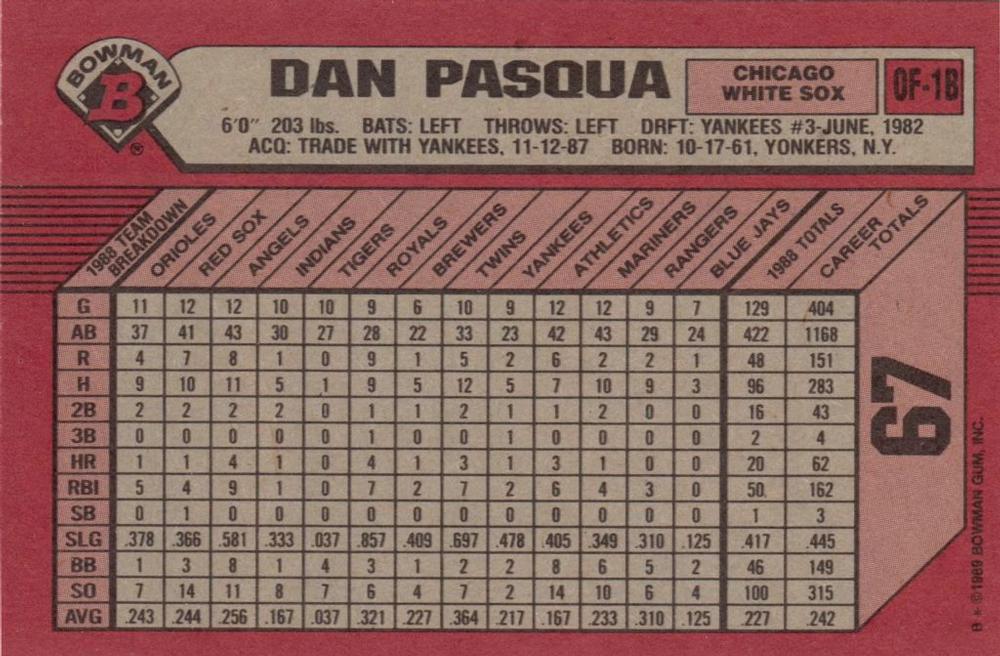 BOWMAN
B
®
DAN PASQUA
CHICAGO
WHITE SOX
OF-1B
6'0" 203 lbs. BATS: LEFT THROWS: LEFT DRFT: YANKEES #3-JUNE, 1982
ACQ: TRADE WITH YANKEES, 11-12-87 BORN: 10-17-61, YONKERS, N.Y.
1988 TEAM BREAKDOWN ORIOLES RED SOX ANGELS INDIANS TIGERS ROYALS BREWERS TWINS YANKEES ATHLETICS MARINERS RANGERS BLUE JAYS 1988 TOTALS CAREER TOTALS
G 11 12 12 10 10 9 6 10 9 12 12 9 7 129 404
AB 37 41 43 30 27 28 22 33 23 42 43 29 24 422 1168
R 4 7 8 1 0 9 1 5 2 6 2 2 1 48 151
H 9 10 11 5 1 9 5 12 5 7 10 9 3 96 283
2B 2 2 2 2 0 1 1 2 1 1 2 0 0 16 43
3B 0 0 0 0 0 1 0 0 1 0 0 0 0 2 4
HR 1 1 4 1 0 4 1 3 1 3 1 0 0 20 62
RBI 5 4 9 1 0 7 2 7 2 6 4 3 0 50 162
SB 0 1 0 0 0 0 0 0 0 0 0 0 0 1 3
SLG .378 .366 .581 .333 .037 .857 .409 .697 .478 .405 .349 .310 .125 .417 .445
BB 1 3 8 1 4 3 1 2 2 8 6 5 2 46 149
SO 7 14 11 8 7 6 4 7 2 14 10 6 4 100 315
AVG .243 .244 .256 .167 .037 .321 .227 .364 .217 .167 .233 .310 .125 .227 .242
67
B * ©1989 BOWMAN GUM, INC.